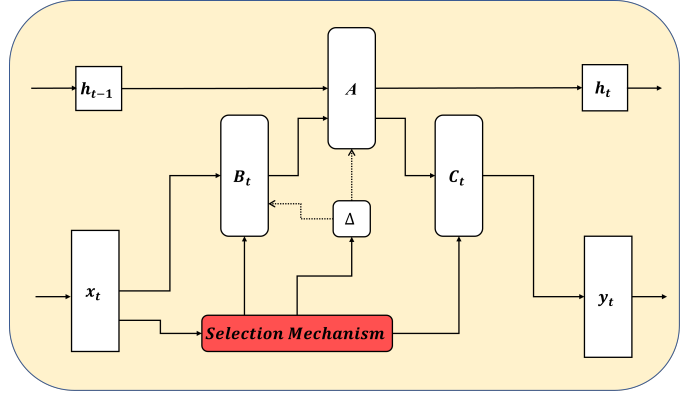 A
h_{t-1}
h_t
B_t
C_t
Δ
x_t
y_t
Selection Mechanism